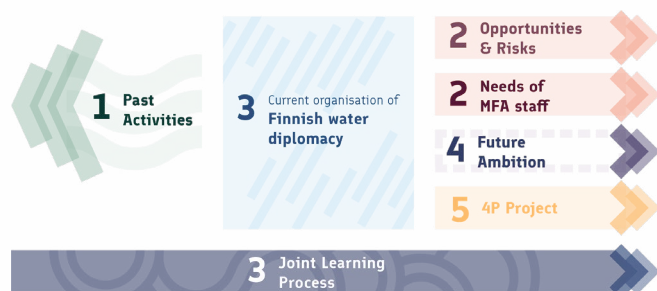 1 Past
Activities
3 Current organisation of
Finnish water
diplomacy
2 Opportunities
& Risks
2 Needs of
MFA staff
4 Future
Ambition
5 4P Project
3 Joint Learning
Process